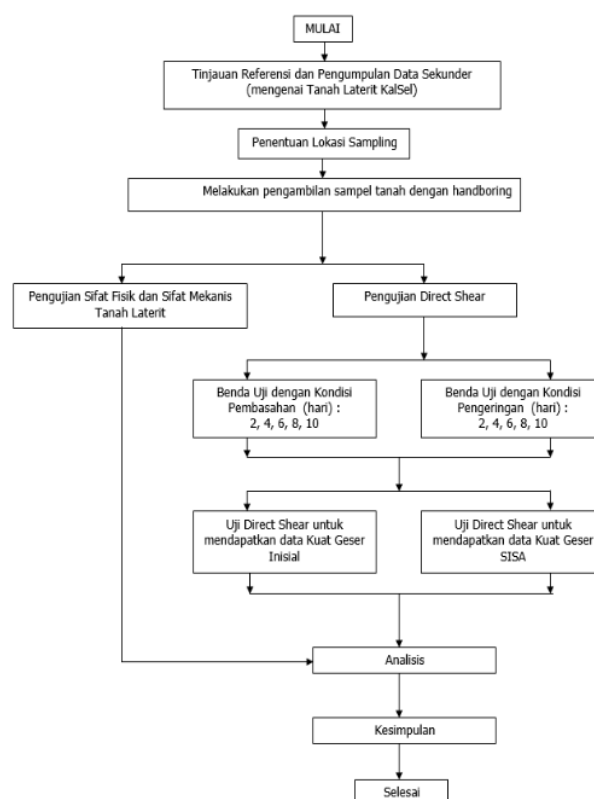 MULAI
Tinjauan Referensi dan Pengumpulan Data Sekunder
(mengenai Tanah Laterit KalSel)
Penentuan Lokasi Sampling
Melakukan pengambilan sampel tanah dengan handboring
Pengujian Sifat Fisik dan Sifat Mekanis
Tanah Laterit
Pengujian Direct Shear
Benda Uji dengan Kondisi
Pembasahan (hari) :
2, 4, 6, 8, 10
Benda Uji dengan Kondisi
Pengeringan (hari) :
2, 4, 6, 8, 10
Uji Direct Shear untuk
mendapatkan data Kuat Geser
Inisial
Uji Direct Shear untuk
mendapatkan data Kuat Geser
SISA
Analisis
Kesimpulan
Selesai